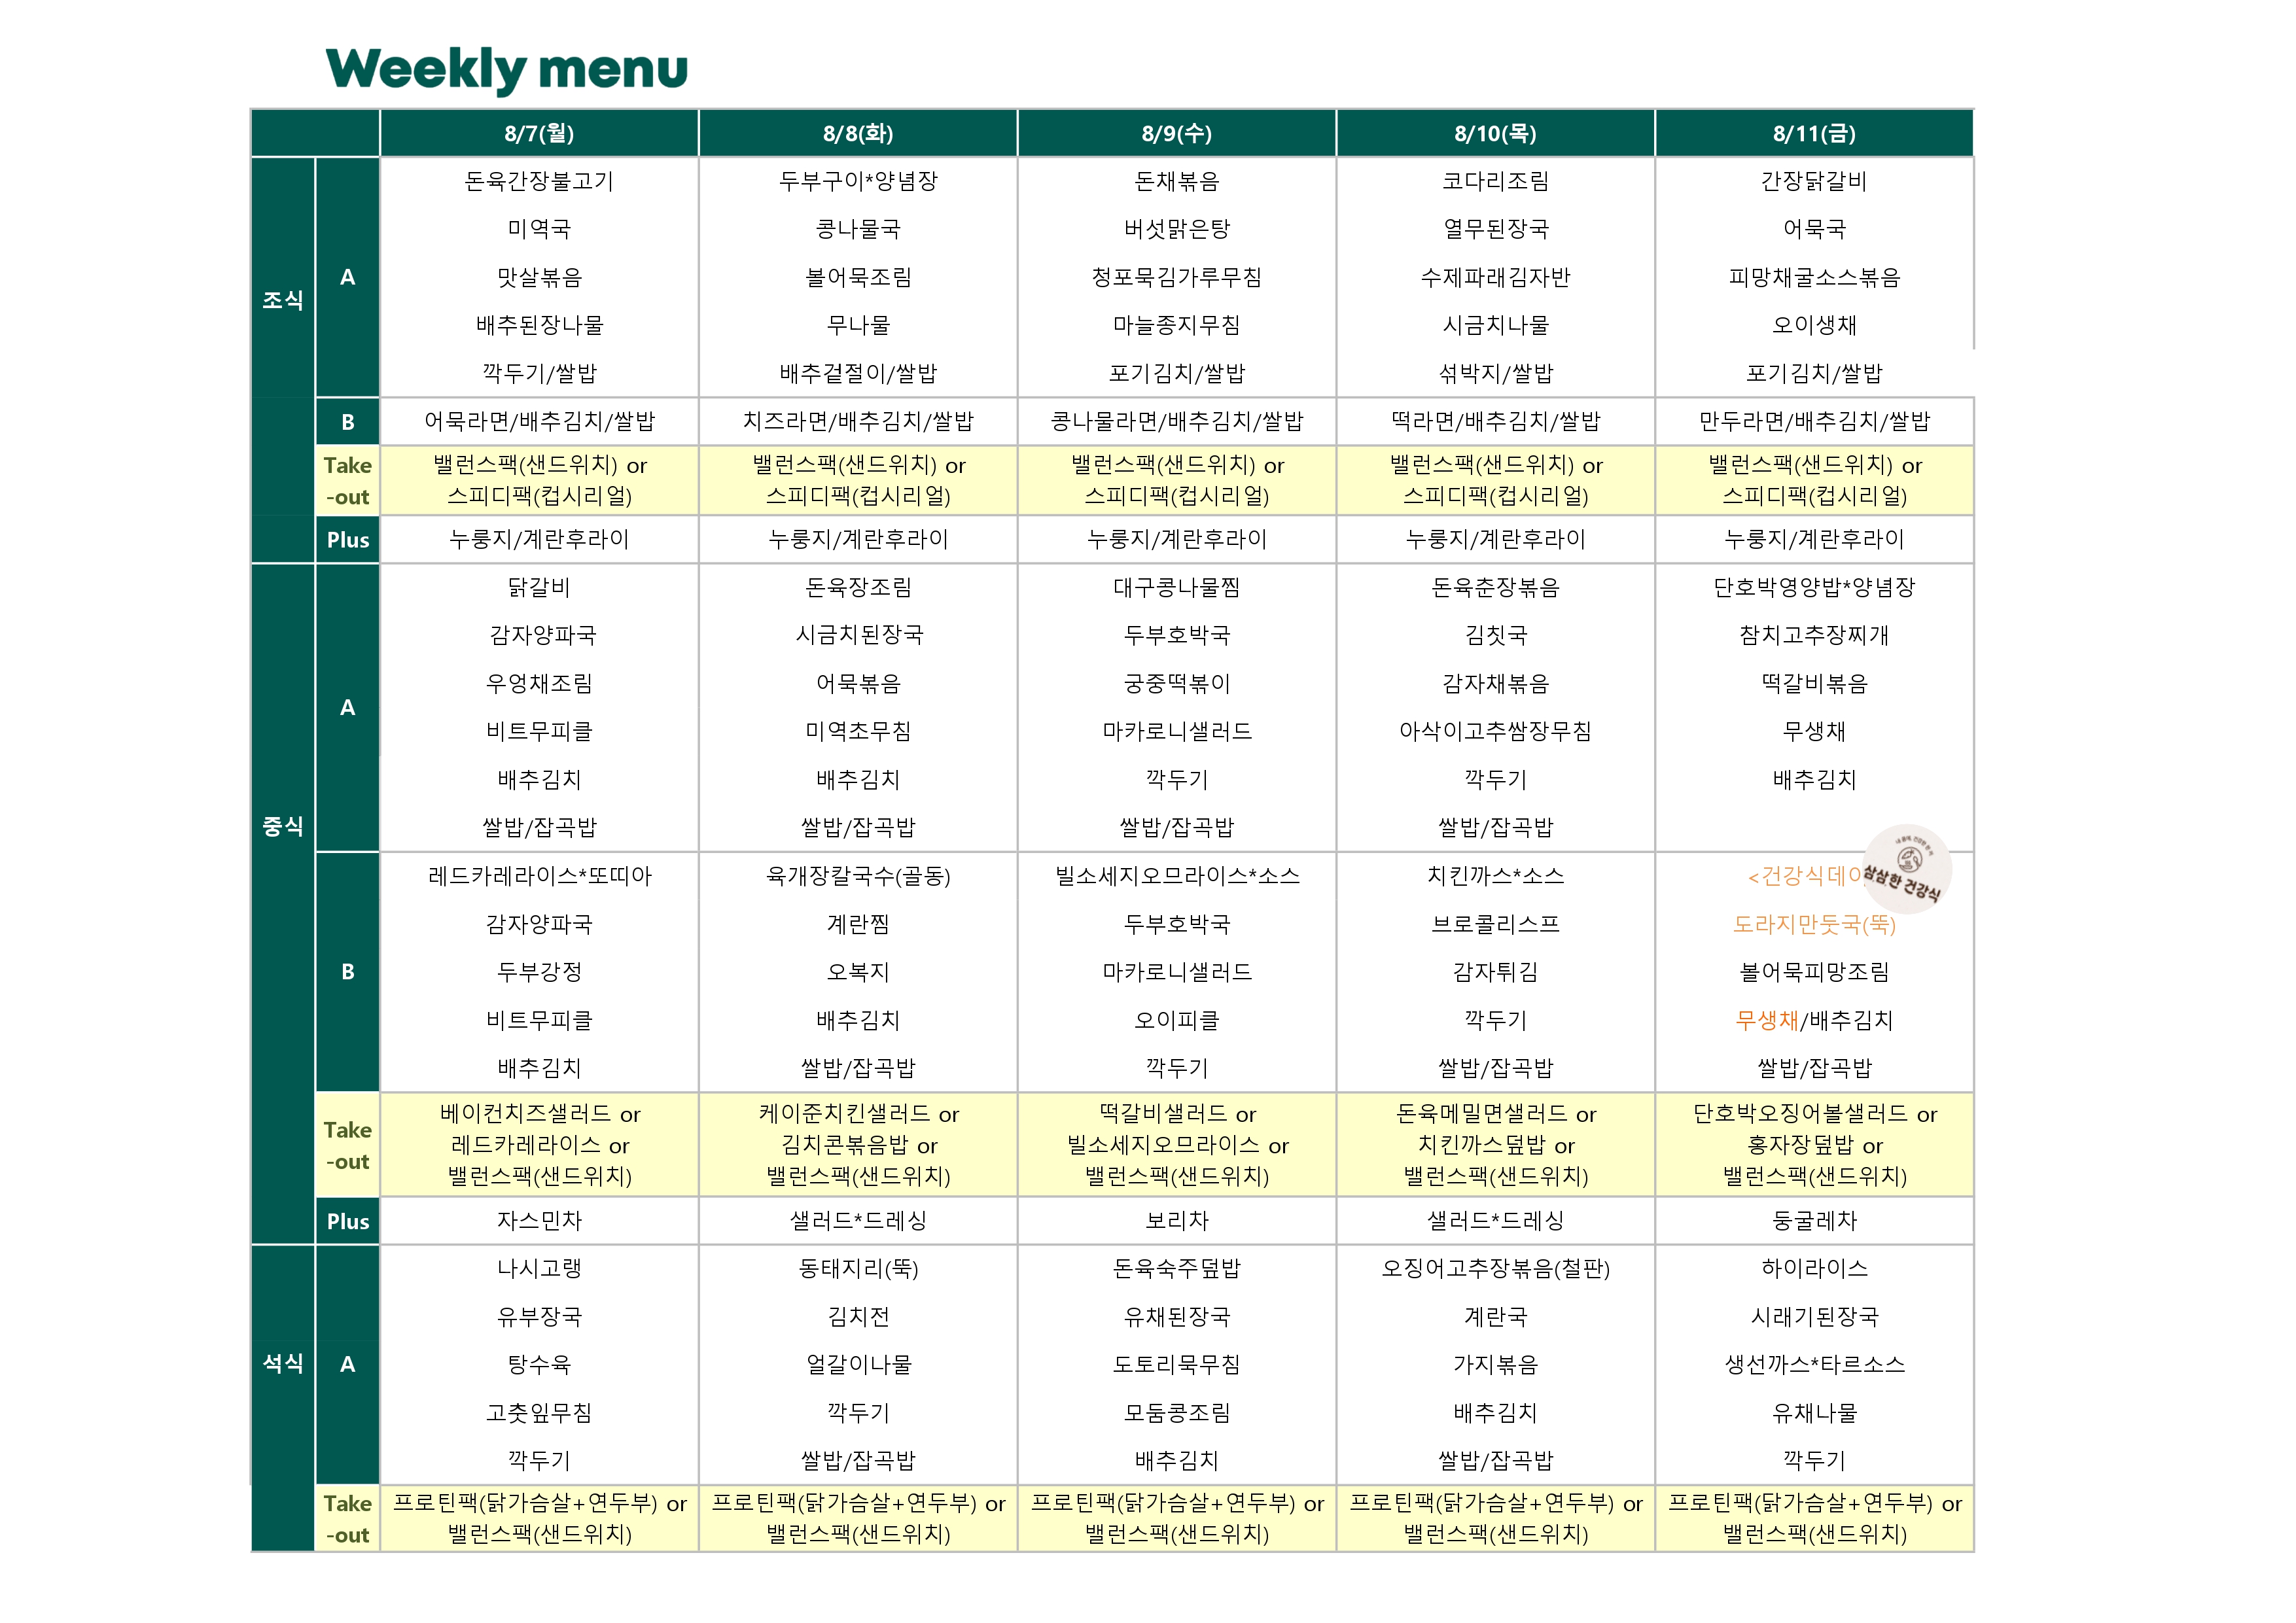 Weekly menu
8/7(월) 8/8(화) 8/9(수) 8/10(목) 8/11(금)
조식
A
돈육간장불고기 두부구이*양념장 돈채볶음 코다리조림 간장닭갈비
미역국 콩나물국 버섯맑은탕 열무된장국 어묵국
맛살볶음 볼어묵조림 청포묵김가루무침 수제파래김자반 피망채굴소스볶음
배추된장나물 무나물 마늘종지무침 시금치나물 오이생채
깍두기/쌀밥 배추겉절이/쌀밥 포기김치/쌀밥 섞박지/쌀밥 포기김치/쌀밥
B 어묵라면/배추김치/쌀밥 치즈라면/배추김치/쌀밥 콩나물라면/배추김치/쌀밥 떡라면/배추김치/쌀밥 만두라면/배추김치/쌀밥
Take 밸런스팩(샌드위치) or 밸런스팩(샌드위치) or 밸런스팩(샌드위치) or 밸런스팩(샌드위치) or 밸런스팩(샌드위치) or
-out 스피디팩(컵시리얼) 스피디팩(컵시리얼) 스피디팩(컵시리얼) 스피디팩(컵시리얼) 스피디팩(컵시리얼)
Plus 누룽지/계란후라이 누룽지/계란후라이 누룽지/계란후라이 누룽지/계란후라이 누룽지/계란후라이
중식
A
닭갈비 돈육장조림 대구콩나물찜 돈육춘장볶음 단호박영양밥*양념장
감자양파국 시금치된장국 두부호박국 김칫국 참치고추장찌개
우엉채조림 어묵볶음 궁중떡볶이 감자채볶음 떡갈비볶음
비트무피클 미역초무침 마카로니샐러드 아삭이고추쌈장무침 무생채
배추김치 배추김치 깍두기 깍두기 배추김치
쌀밥/잡곡밥 쌀밥/잡곡밥 쌀밥/잡곡밥 쌀밥/잡곡밥
B
레드카레라이스*또띠아 육개장칼국수(골동) 빌소세지오므라이스*소스 치킨까스*소스 <건강식데이
삼삼한 건강식
감자양파국 계란찜 두부호박국 브로콜리스프 도라지만둣국(뚝)
두부강정 오복지 마카로니샐러드 감자튀김 볼어묵피망조림
비트무피클 배추김치 오이피클 깍두기 무생채/배추김치
배추김치 쌀밥/잡곡밥 깍두기 쌀밥/잡곡밥 쌀밥/잡곡밥
Take
-out
베이컨치즈샐러드 or 케이준치킨샐러드 or 떡갈비샐러드 or 돈육메밀면샐러드 or 단호박오징어볼샐러드 or
레드카레라이스 or 김치콘볶음밥 or 빌소세지오므라이스 or 치킨까스덮밥 or 홍자장덮밥 or
밸런스팩(샌드위치) 밸런스팩(샌드위치) 밸런스팩(샌드위치) 밸런스팩(샌드위치) 밸런스팩(샌드위치)
Plus 자스민차 샐러드*드레싱 보리차 샐러드*드레싱 둥굴레차
석식
A
나시고랭 동태지리(뚝) 돈육숙주덮밥 오징어고추장볶음(철판) 하이라이스
유부장국 김치전 유채된장국 계란국 시래기된장국
탕수육 얼갈이나물 도토리묵무침 가지볶음 생선까스*타르소스
고춧잎무침 깍두기 모둠콩조림 배추김치 유채나물
깍두기 쌀밥/잡곡밥 배추김치 쌀밥/잡곡밥 깍두기
Take 프로틴팩(닭가슴살+연두부) or 프로틴팩(닭가슴살+연두부) or 프로틴팩(닭가슴살+연두부) or 프로틴팩(닭가슴살+연두부) or 프로틴팩(닭가슴살+연두부) or
-out 밸런스팩(샌드위치) 밸런스팩(샌드위치) 밸런스팩(샌드위치) 밸런스팩(샌드위치) 밸런스팩(샌드위치)